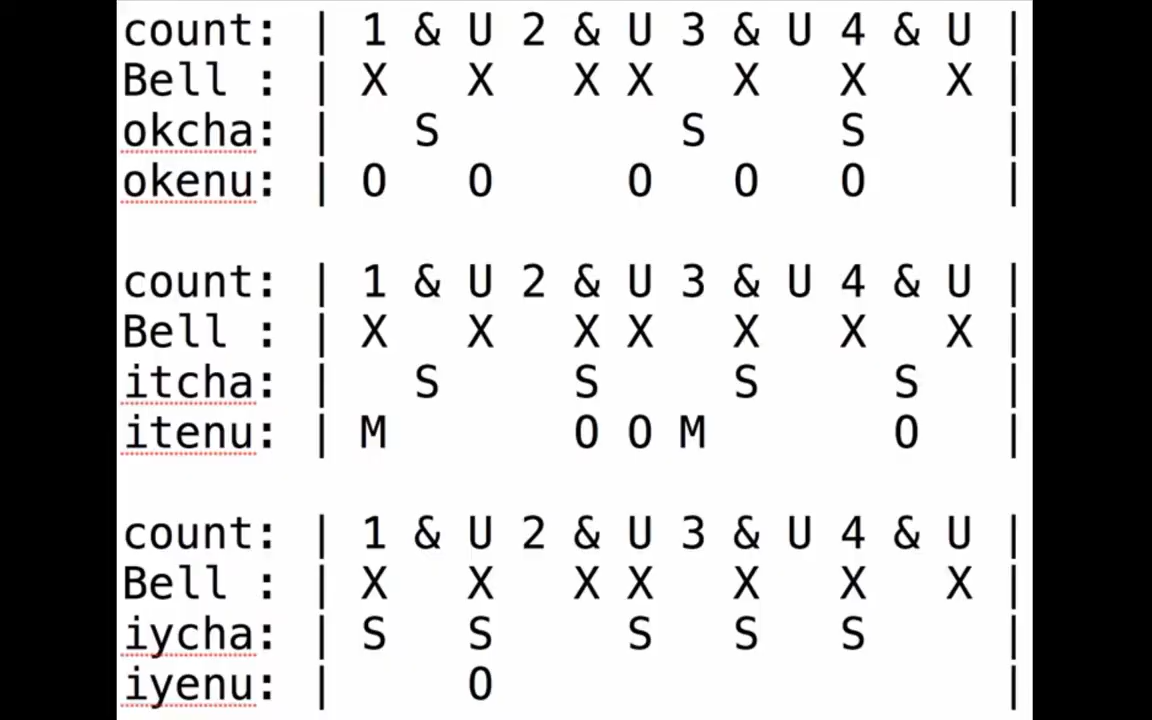 count: | 1 & U 2 & U 3 & U 4 & U |
Bell : | X   X   X X   X   X   X |
okcha: |   S         S     S     |
okenu: | O   O     O   O   O     |
count: | 1 & U 2 & U 3 & U 4 & U |
Bell : | X   X   X X   X   X   X |
itcha: |   S     S     S     S   |
itenu: | M       O O M       O   |
count: | 1 & U 2 & U 3 & U 4 & U |
Bell : | X   X   X X   X   X   X |
iycha: | S   S     S   S   S     |
iyenu: |     O                   |